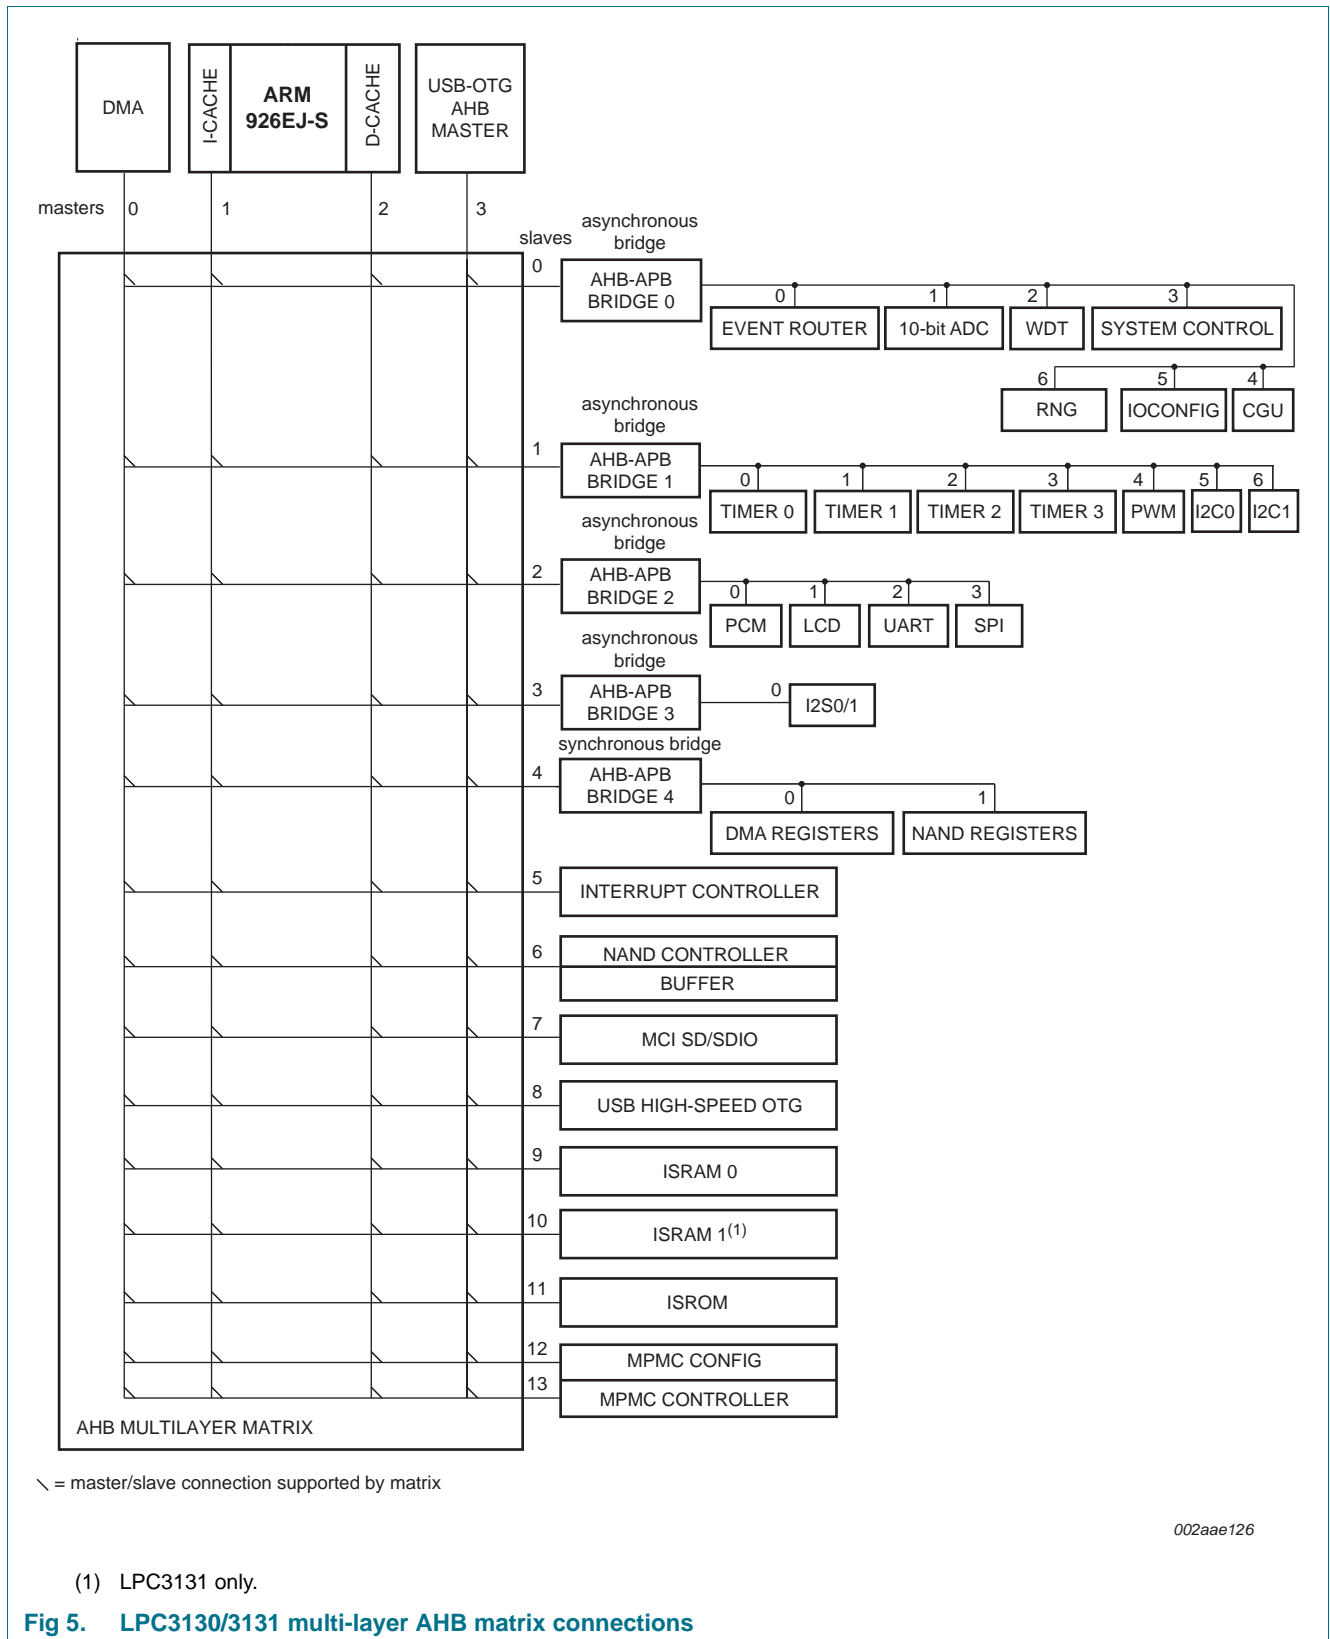 DMA
I-CACHE
ARM
926EJ-S
D-CACHE
USB-OTG
AHB
MASTER
masters
0
1
2
3
slaves
asynchronous
bridge
0
AHB-APB
BRIDGE 0
0
1
2
3
EVENT ROUTER
10-bit ADC
WDT
SYSTEM CONTROL
6
5
4
RNG
IOCONFIG
CGU
asynchronous
bridge
1
AHB-APB
BRIDGE 1
0
1
2
3
4
5
6
TIMER 0
TIMER 1
TIMER 2
TIMER 3
PWM
I2C0
I2C1
asynchronous
bridge
2
AHB-APB
BRIDGE 2
0
1
2
3
PCM
LCD
UART
SPI
asynchronous
bridge
3
AHB-APB
BRIDGE 3
0
I2S0/1
synchronous bridge
4
AHB-APB
BRIDGE 4
0
1
DMA REGISTERS
NAND REGISTERS
5
INTERRUPT CONTROLLER
6
NAND CONTROLLER
BUFFER
7
MCI SD/SDIO
8
USB HIGH-SPEED OTG
9
ISRAM 0
10
ISRAM 1(1)
11
ISROM
12
MPMC CONFIG
13
MPMC CONTROLLER
AHB MULTILAYER MATRIX
= master/slave connection supported by matrix
002aae126
(1) LPC3131 only.
Fig 5. LPC3130/3131 multi-layer AHB matrix connections